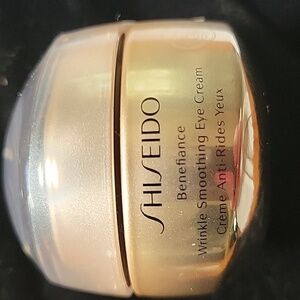 SHISEIDO
Benefiance
Wrinkle Smoothing Eye Cream
Crème Anti Rides Yeux